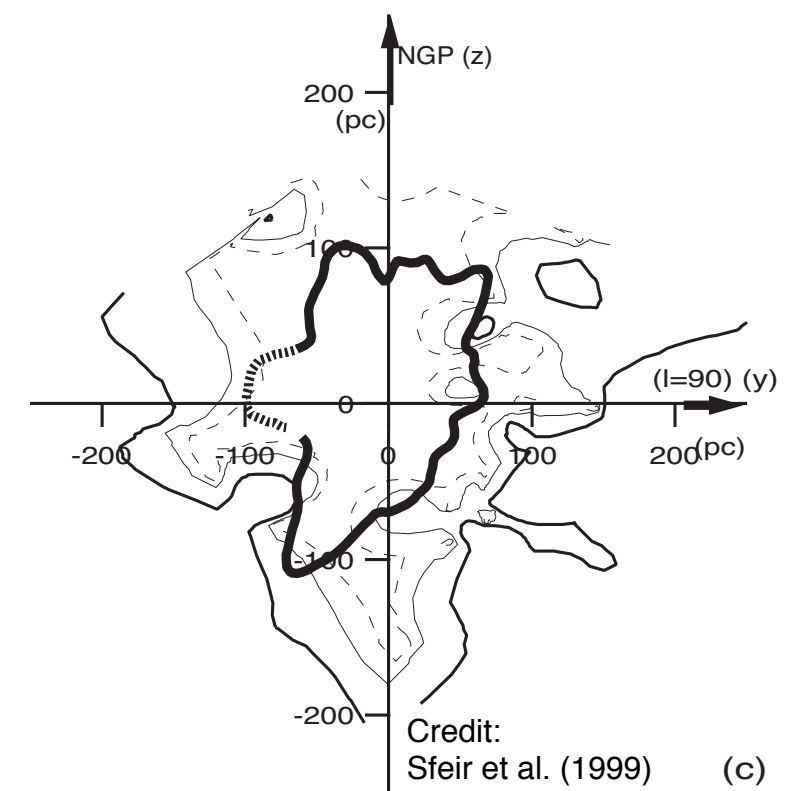 NGP (z)
200
(pc)
100
(l=90) (y)
0
-200
-100
0
100
200
(pc)
-100
-200
Credit:
Sfeir et al. (1999)
(c)